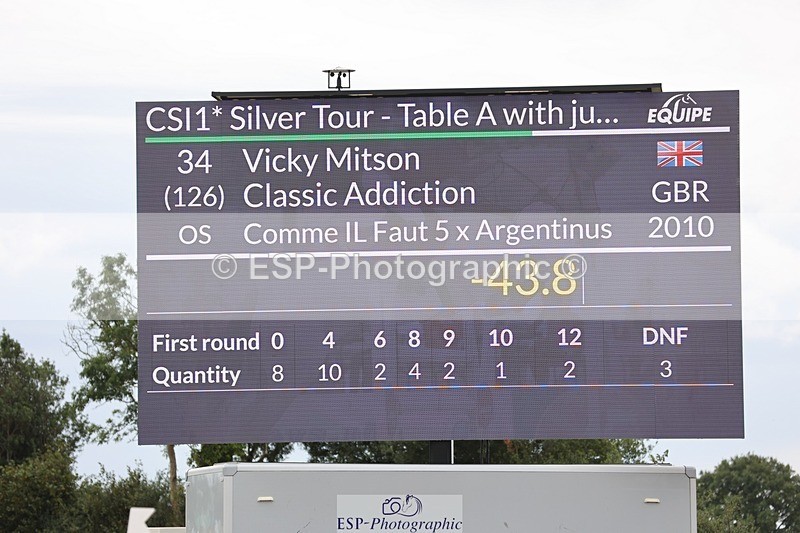 CSI1* Silver Tour - Table A with ju... EQUIPE
34 Vicky Mitson
(126) Classic Addiction GBR
OS Comme IL Faut 5 x Argentinus 2010
© ESP-Photographic ©
-43.8
First round 0 4 6 8 9 10 12 DNF
Quantity 8 10 2 4 2 1 2 3
ESP-Photographic